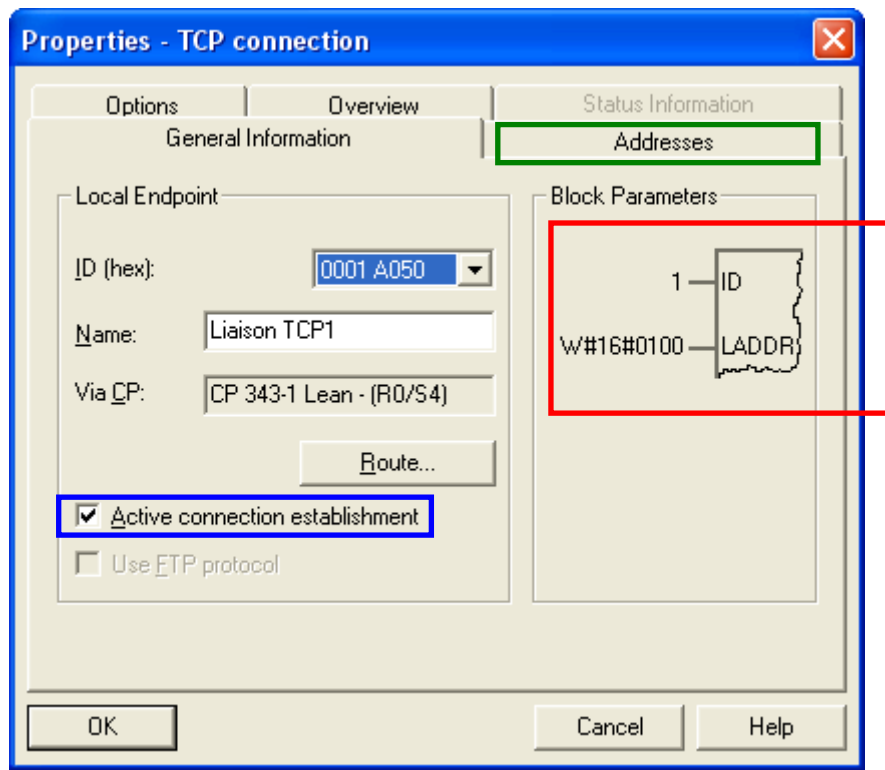 Properties - TCP connection
Options Overview Status Information
General Information Addresses
Local Endpoint
ID (hex): 0001 A050
Name: Liaison TCP1
Via CP: CP 343-1 Lean - (R0/S4)
Route...
Active connection establishment
Use FTP protocol
Block Parameters
1 ID
W#16#0100 LADDR
OK Cancel Help